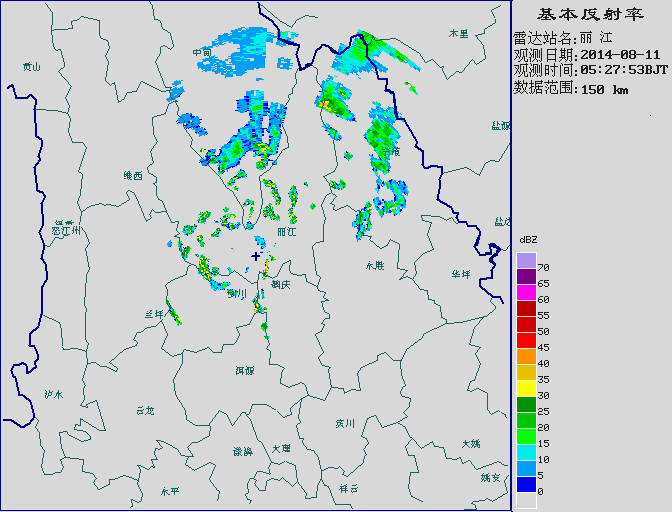 基本反射率
雷达站名:丽 江
观测日期:2014-08-11
观测时间:05:27:53BJT
数据范围:150 km
dBZ
70
65
60
55
50
45
40
35
30
25
20
15
10
5
0
木里
中甸
贡山
盐源
维西
怒江州
丽江
盐边
永胜
华坪
鹤庆
剑川
兰坪
洱源
泸水
云龙
宾川
大姚
漾濞
大理
姚安
祥云
永平